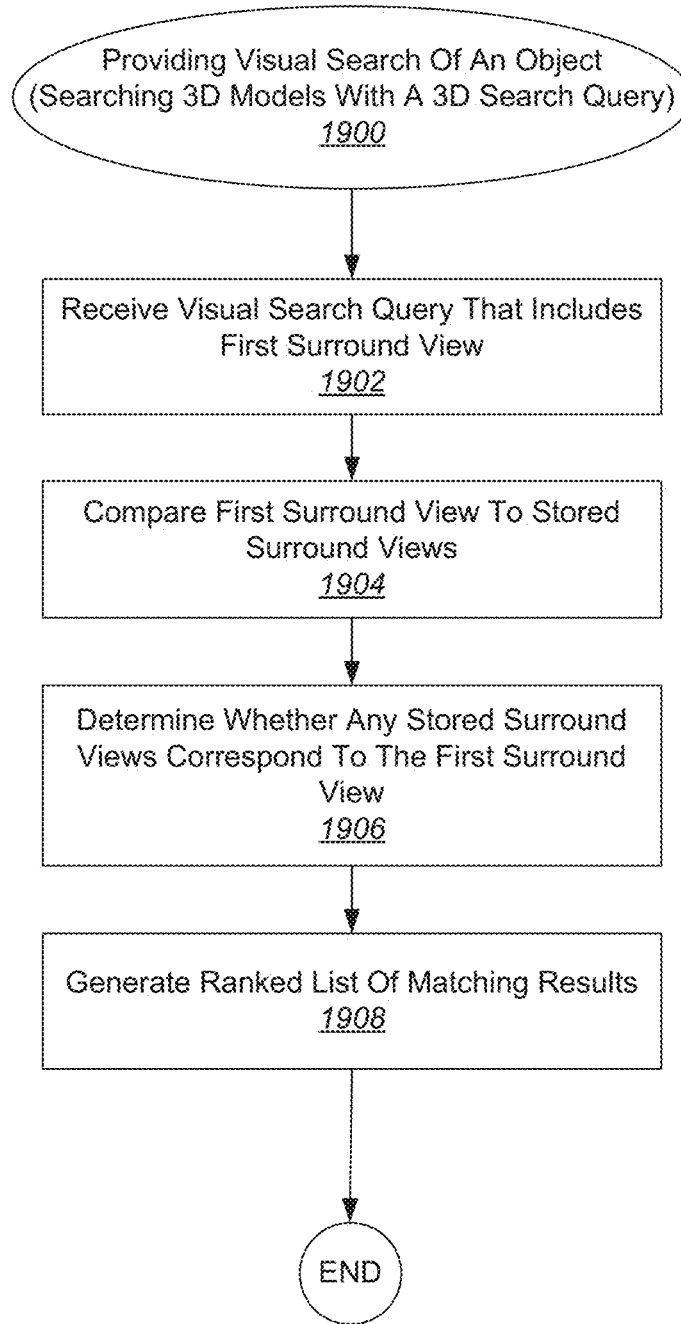 Providing Visual Search Of An Object
(Searching 3D Models With A 3D Search Query)
1900
Receive Visual Search Query That Includes
First Surround View
1902
Compare First Surround View To Stored
Surround Views
1904
Determine Whether Any Stored Surround
Views Correspond To The First Surround
View
1906
Generate Ranked List Of Matching Results
1908
END